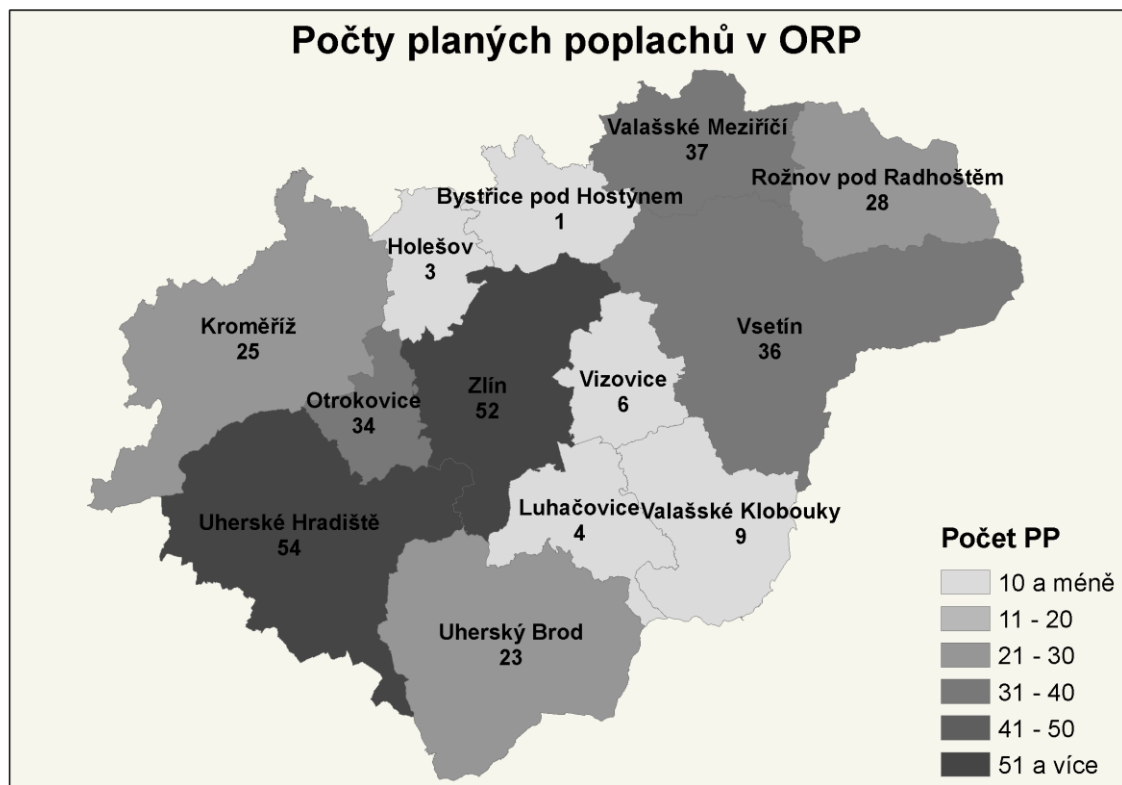 Počty planých poplachů v ORP
Valašské Meziříčí
37
Rožnov pod Radhoštěm
28
Bystřice pod Hostýnem
1
Holešov
3
Kroměříž
25
Vsetín
36
Otrokovice
34
Zlín
52
Vizovice
6
Uherské Hradiště
54
Luhačovice
4
Valašské Klobouky
9
Uherský Brod
23
Počet PP
10 a méně
11 - 20
21 - 30
31 - 40
41 - 50
51 a více